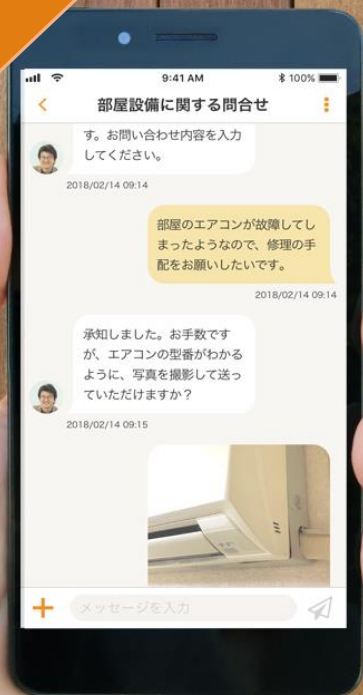 9:41 AM
100%
部屋設備に関する問合せ
す。お問い合わせ内容を入力
してください。
2018/02/14 09:14
部屋のエアコンが故障してし
まったようなので、修理の手
配をお願いしたいです。
2018/02/14 09:14
承知しました。お手数です
が、エアコンの型番がわかる
ように、写真を撮影して送っ
ていただけますか？
2018/02/14 09:15
メッセージを入力